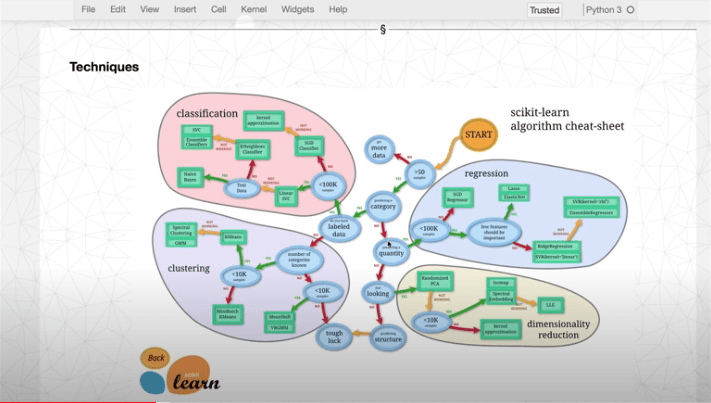 File Edit View Insert Cell Kernel Widgets Help
Trusted
Python 3
§
Techniques
scikit-learn
algorithm cheat-sheet
START
classification
kernel
approximation
SVC
Ensemble
Classifiers
KNeighbors
Classifier
SGD
Classifier
Naive
Bayes
Text
Data
Linear
SVC
<100K
samples
more
data
>50
samples
predicting a
category
labeled
data
predicting a
quantity
looking
predicting
structure
tough
luck
regression
SGD
Regressor
Lasso
ElasticNet
SVR(kernel='rbf')
EnsembleRegressors
<100K
samples
few features
should be
important
RidgeRegression
SVR(kernel='linear')
clustering
Spectral
Clustering
GMM
KMeans
number of
categories
known
<10K
samples
<10K
samples
MiniBatch
KMeans
MeanShift
VBGMM
Randomized
PCA
Isomap
Spectral
Embedding
LLE
<10K
samples
kernel
approximation
dimensionality
reduction
Back
scikit
learn